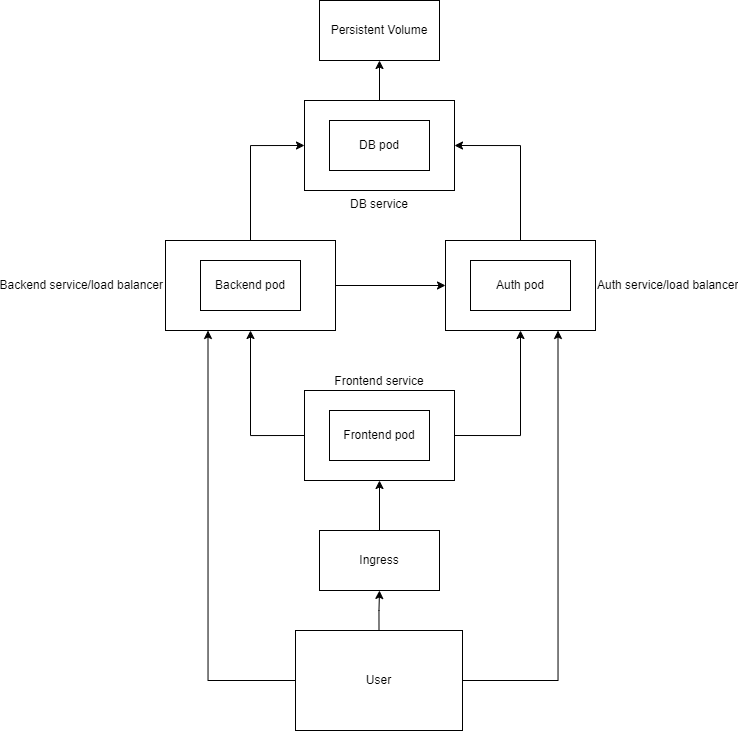 Persistent Volume
DB pod
DB service
Backend service/load balancer
Backend pod
Auth pod
Auth service/load balancer
Frontend service
Frontend pod
Ingress
User